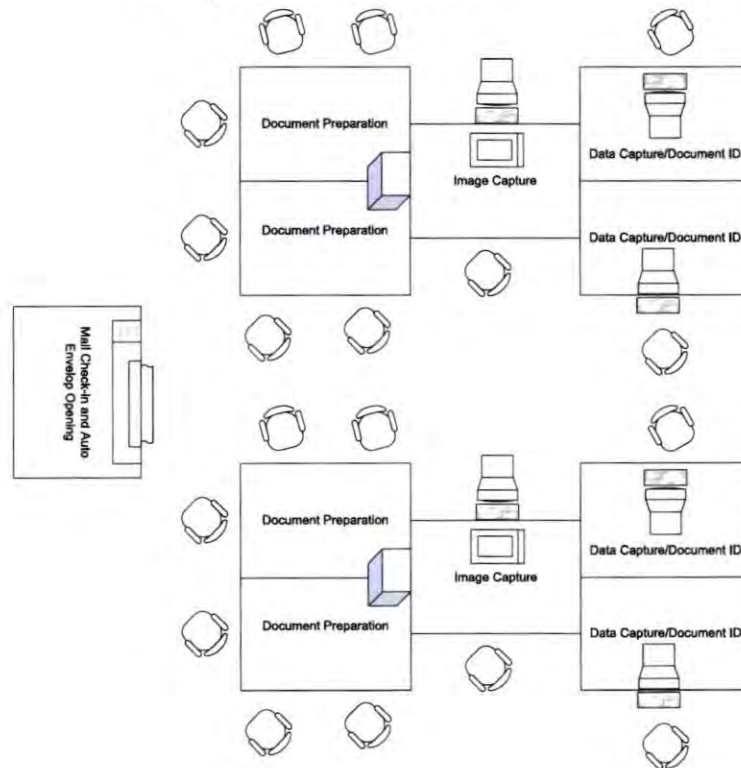 Document Preparation
Image Capture
Data Capture/Document ID
Document Preparation
Data Capture/Document ID
Mail Check-In and Auto
Envelop Opening
Document Preparation
Image Capture
Data Capture/Document ID
Document Preparation
Data Capture/Document ID